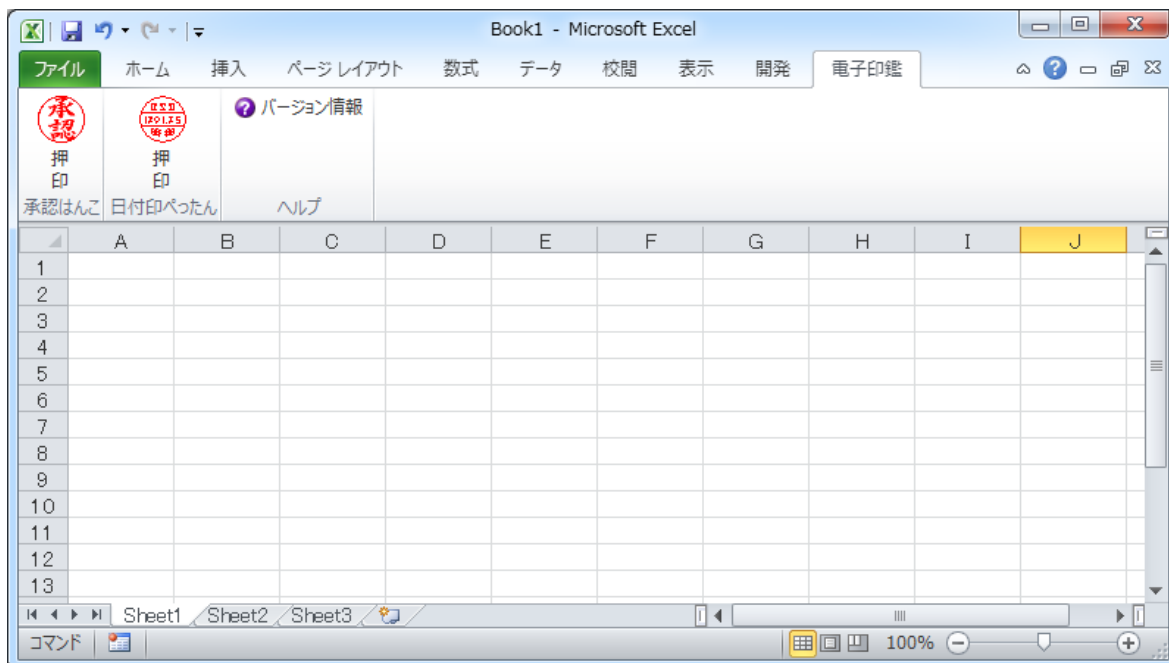 Book1 - Microsoft Excel
ファイル ホーム 挿入 ページ レイアウト 数式 データ 校閲 表示 開発 電子印鑑
承認
バージョン情報
押印 押印
承認はんこ 日付印ぺったん ヘルプ
A B C D E F G H I J
1
2
3
4
5
6
7
8
9
10
11
12
13
Sheet1 Sheet2 Sheet3
コマンド 100%